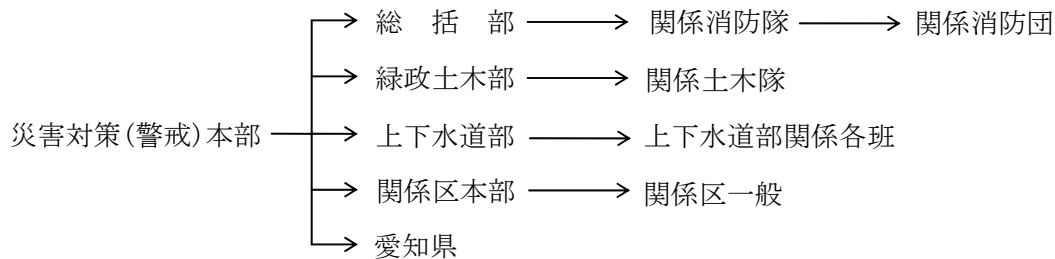 総　括　部　関係消防隊　関係消防団
緑政土木部　関係土木隊
災害対策(警戒)本部　上下水道部　上下水道部関係各班
関係区本部　関係区一般
愛知県